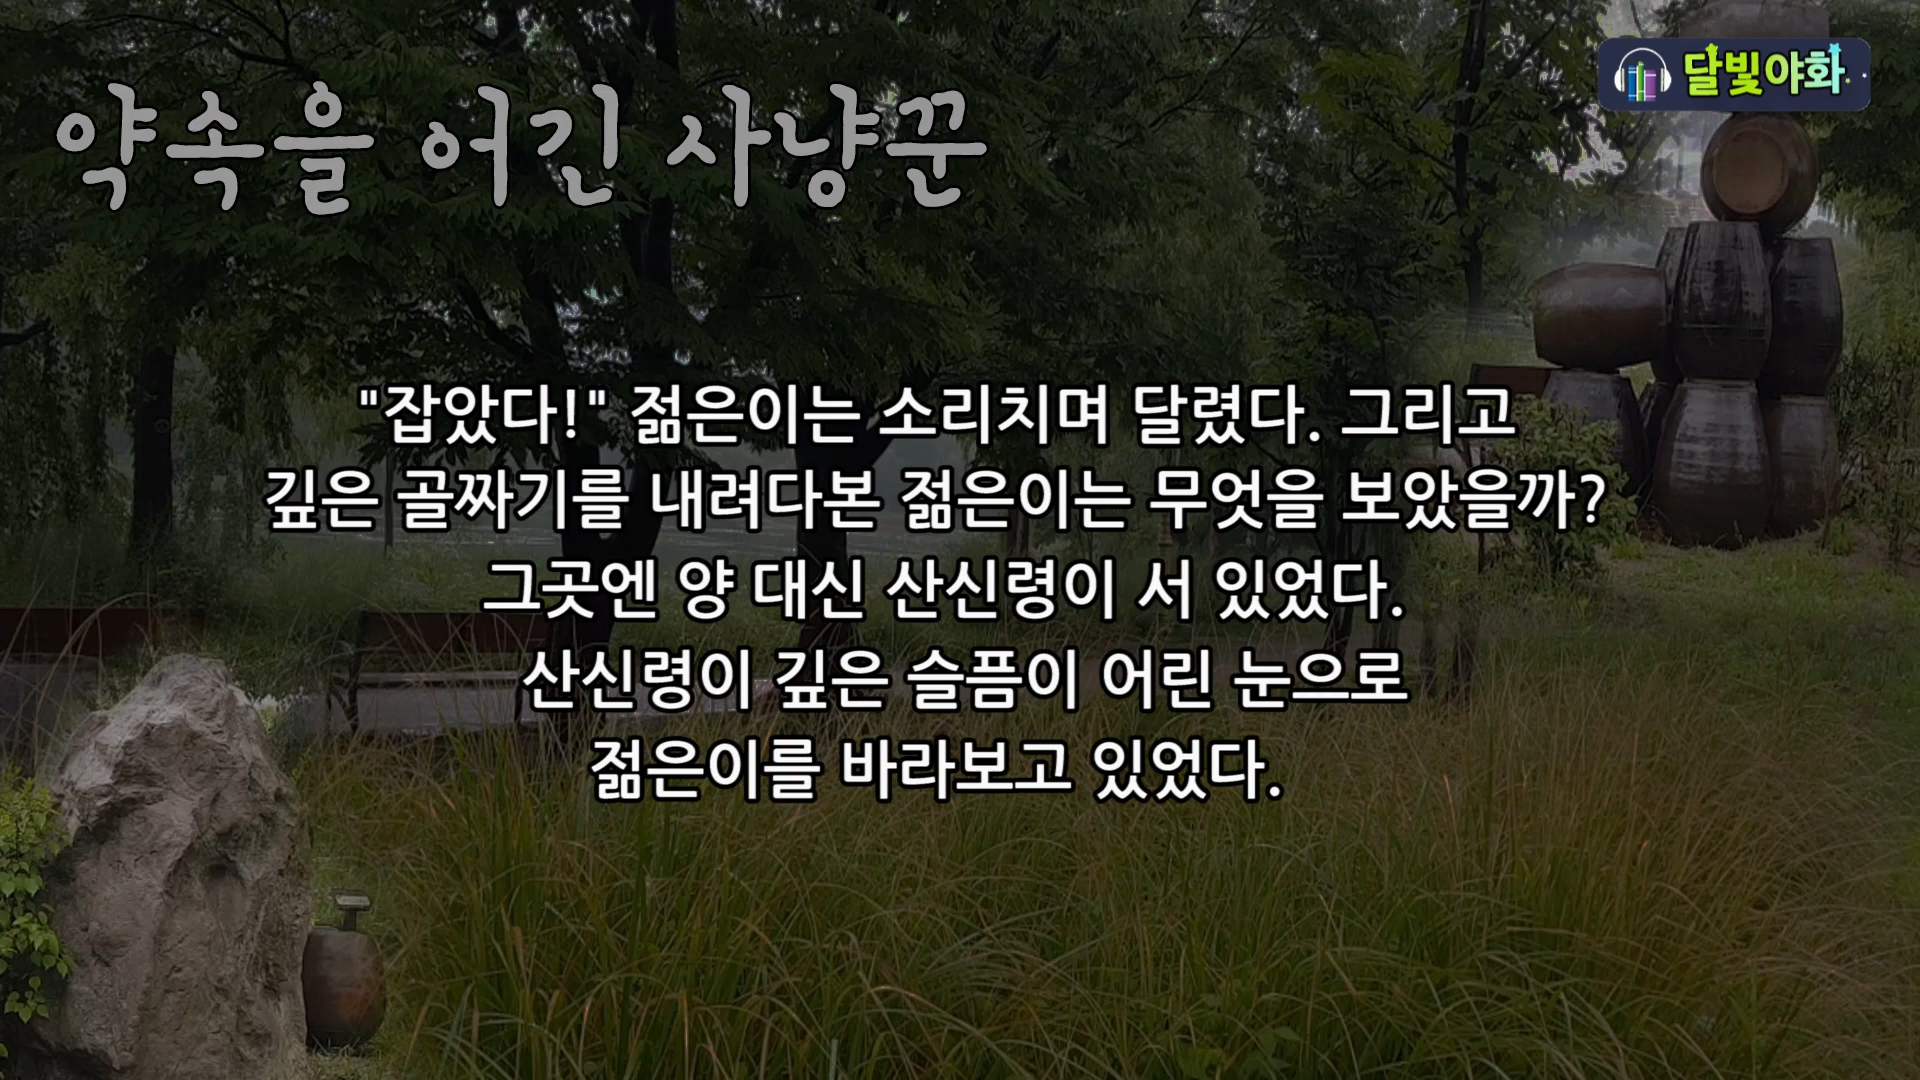 약속을 어긴 사냥꾼
달빛야화
"잡았다!" 젊은이는 소리치며 달렸다. 그리고
깊은 골짜기를 내려다본 젊은이는 무엇을 보았을까?
그곳엔 양 대신 산신령이 서 있었다.
산신령이 깊은 슬픔이 어린 눈으로
젊은이를 바라보고 있었다.